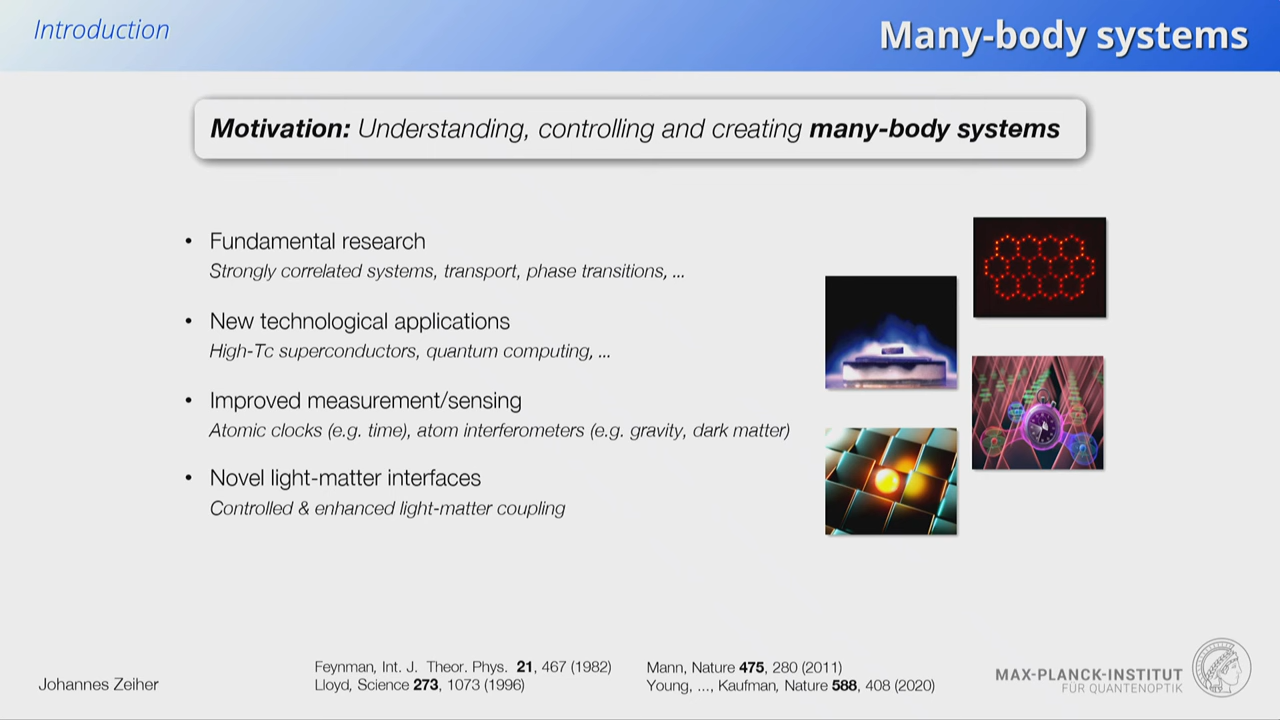 Introduction
Many-body systems
Motivation: Understanding, controlling and creating many-body systems
• Fundamental research
Strongly correlated systems, transport, phase transitions, ...
• New technological applications
High-Tc superconductors, quantum computing, ...
• Improved measurement/sensing
Atomic clocks (e.g. time), atom interferometers (e.g. gravity, dark matter)
• Novel light-matter interfaces
Controlled & enhanced light-matter coupling
Johannes Zeiher
Feynman, Int. J. Theor. Phys. 21, 467 (1982)
Lloyd, Science 273, 1073 (1996)
Mann, Nature 475, 280 (2011)
Young, ..., Kaufman, Nature 588, 408 (2020)
MAX-PLANCK-INSTITUT
FÜR QUANTENOPTIK